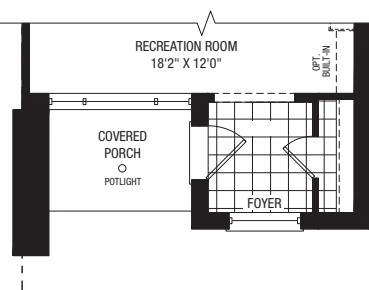 RECREATION ROOM
18'2" X 12'0"
OPT.
BUILT-IN
COVERED
PORCH
POTLIGHT
FOYER